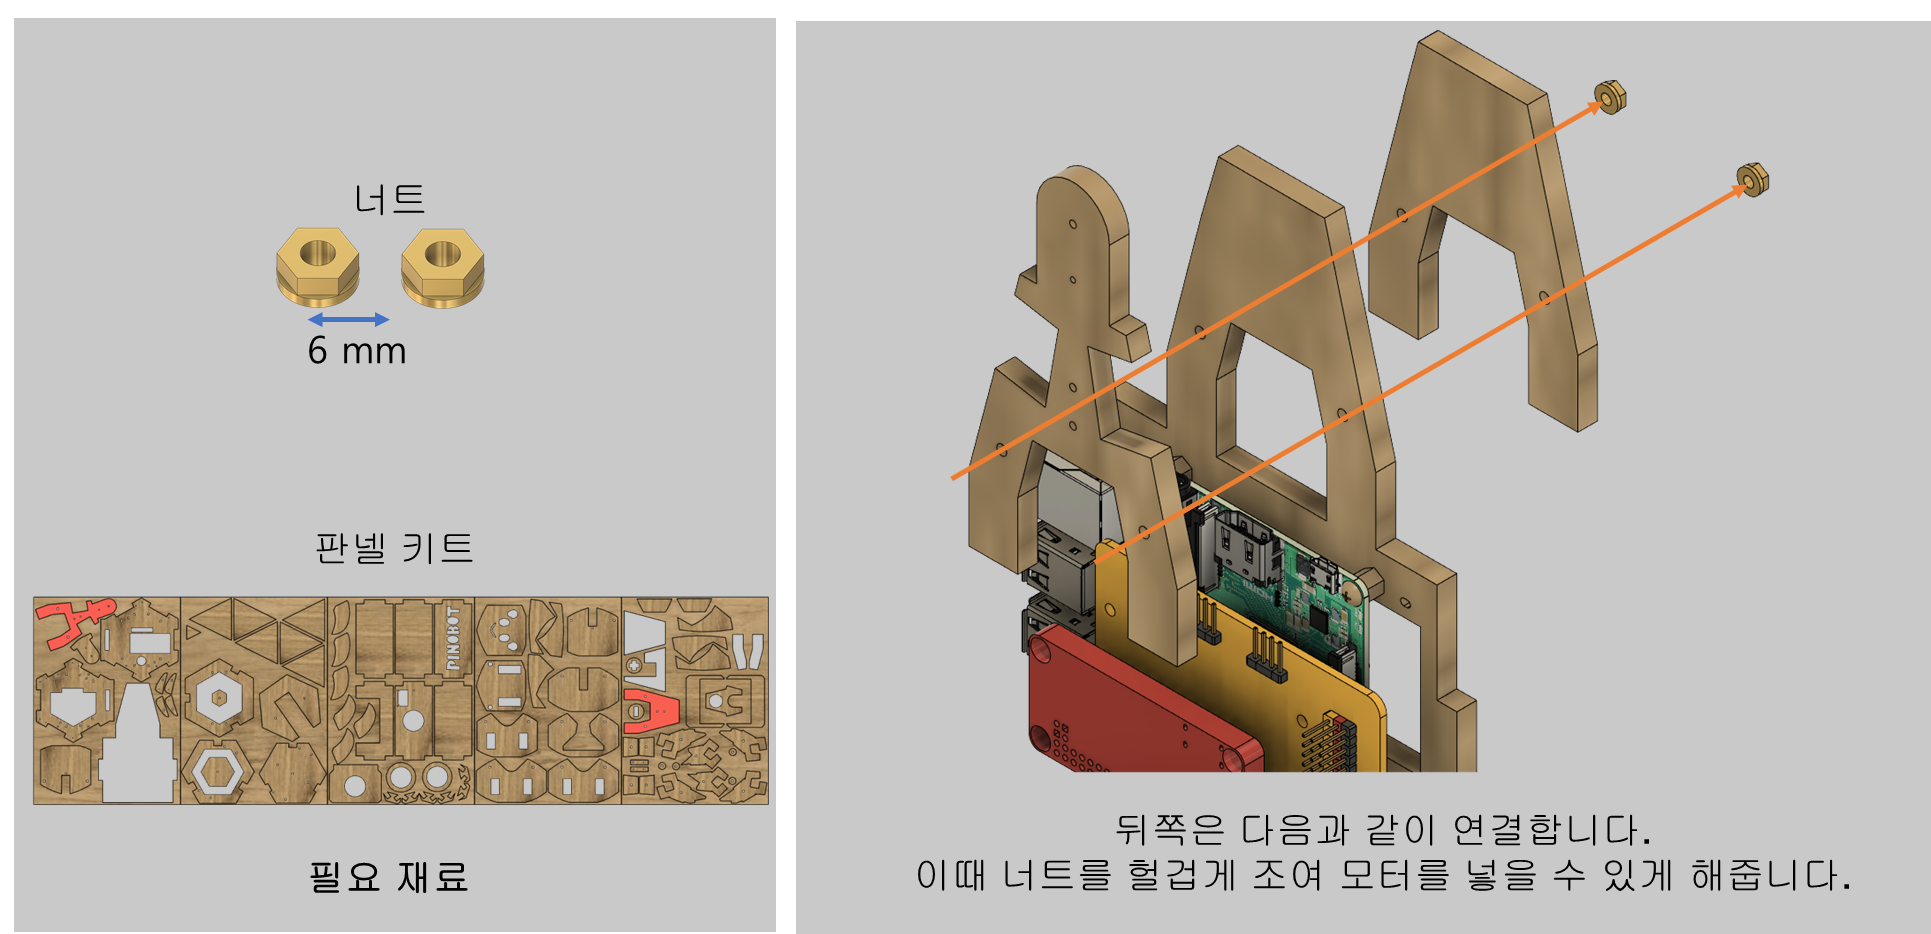 너트
6 mm
판넬 키트
PINOBOT
필요 재료
뒤쪽은 다음과 같이 연결합니다.
이때 너트를 헐겁게 조여 모터를 넣을 수 있게 해줍니다.